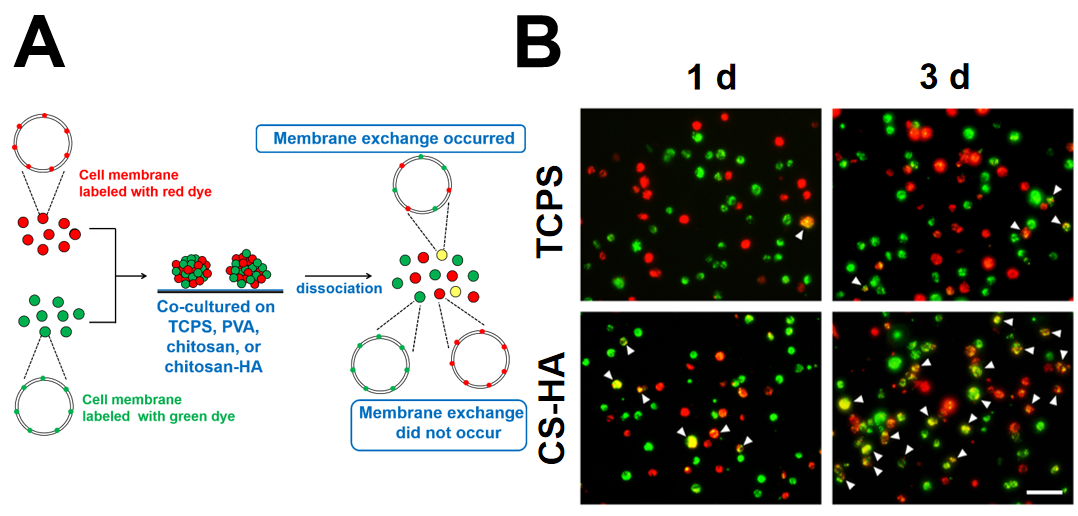 A
B
1 d
3 d
Membrane exchange occurred
Cell membrane
labeled with red dye
TCPS
dissociation
Co-cultured on
TCPS, PVA,
chitosan, or
chitosan-HA
Cell membrane
labeled with green dye
Membrane exchange
did not occur
CS-HA